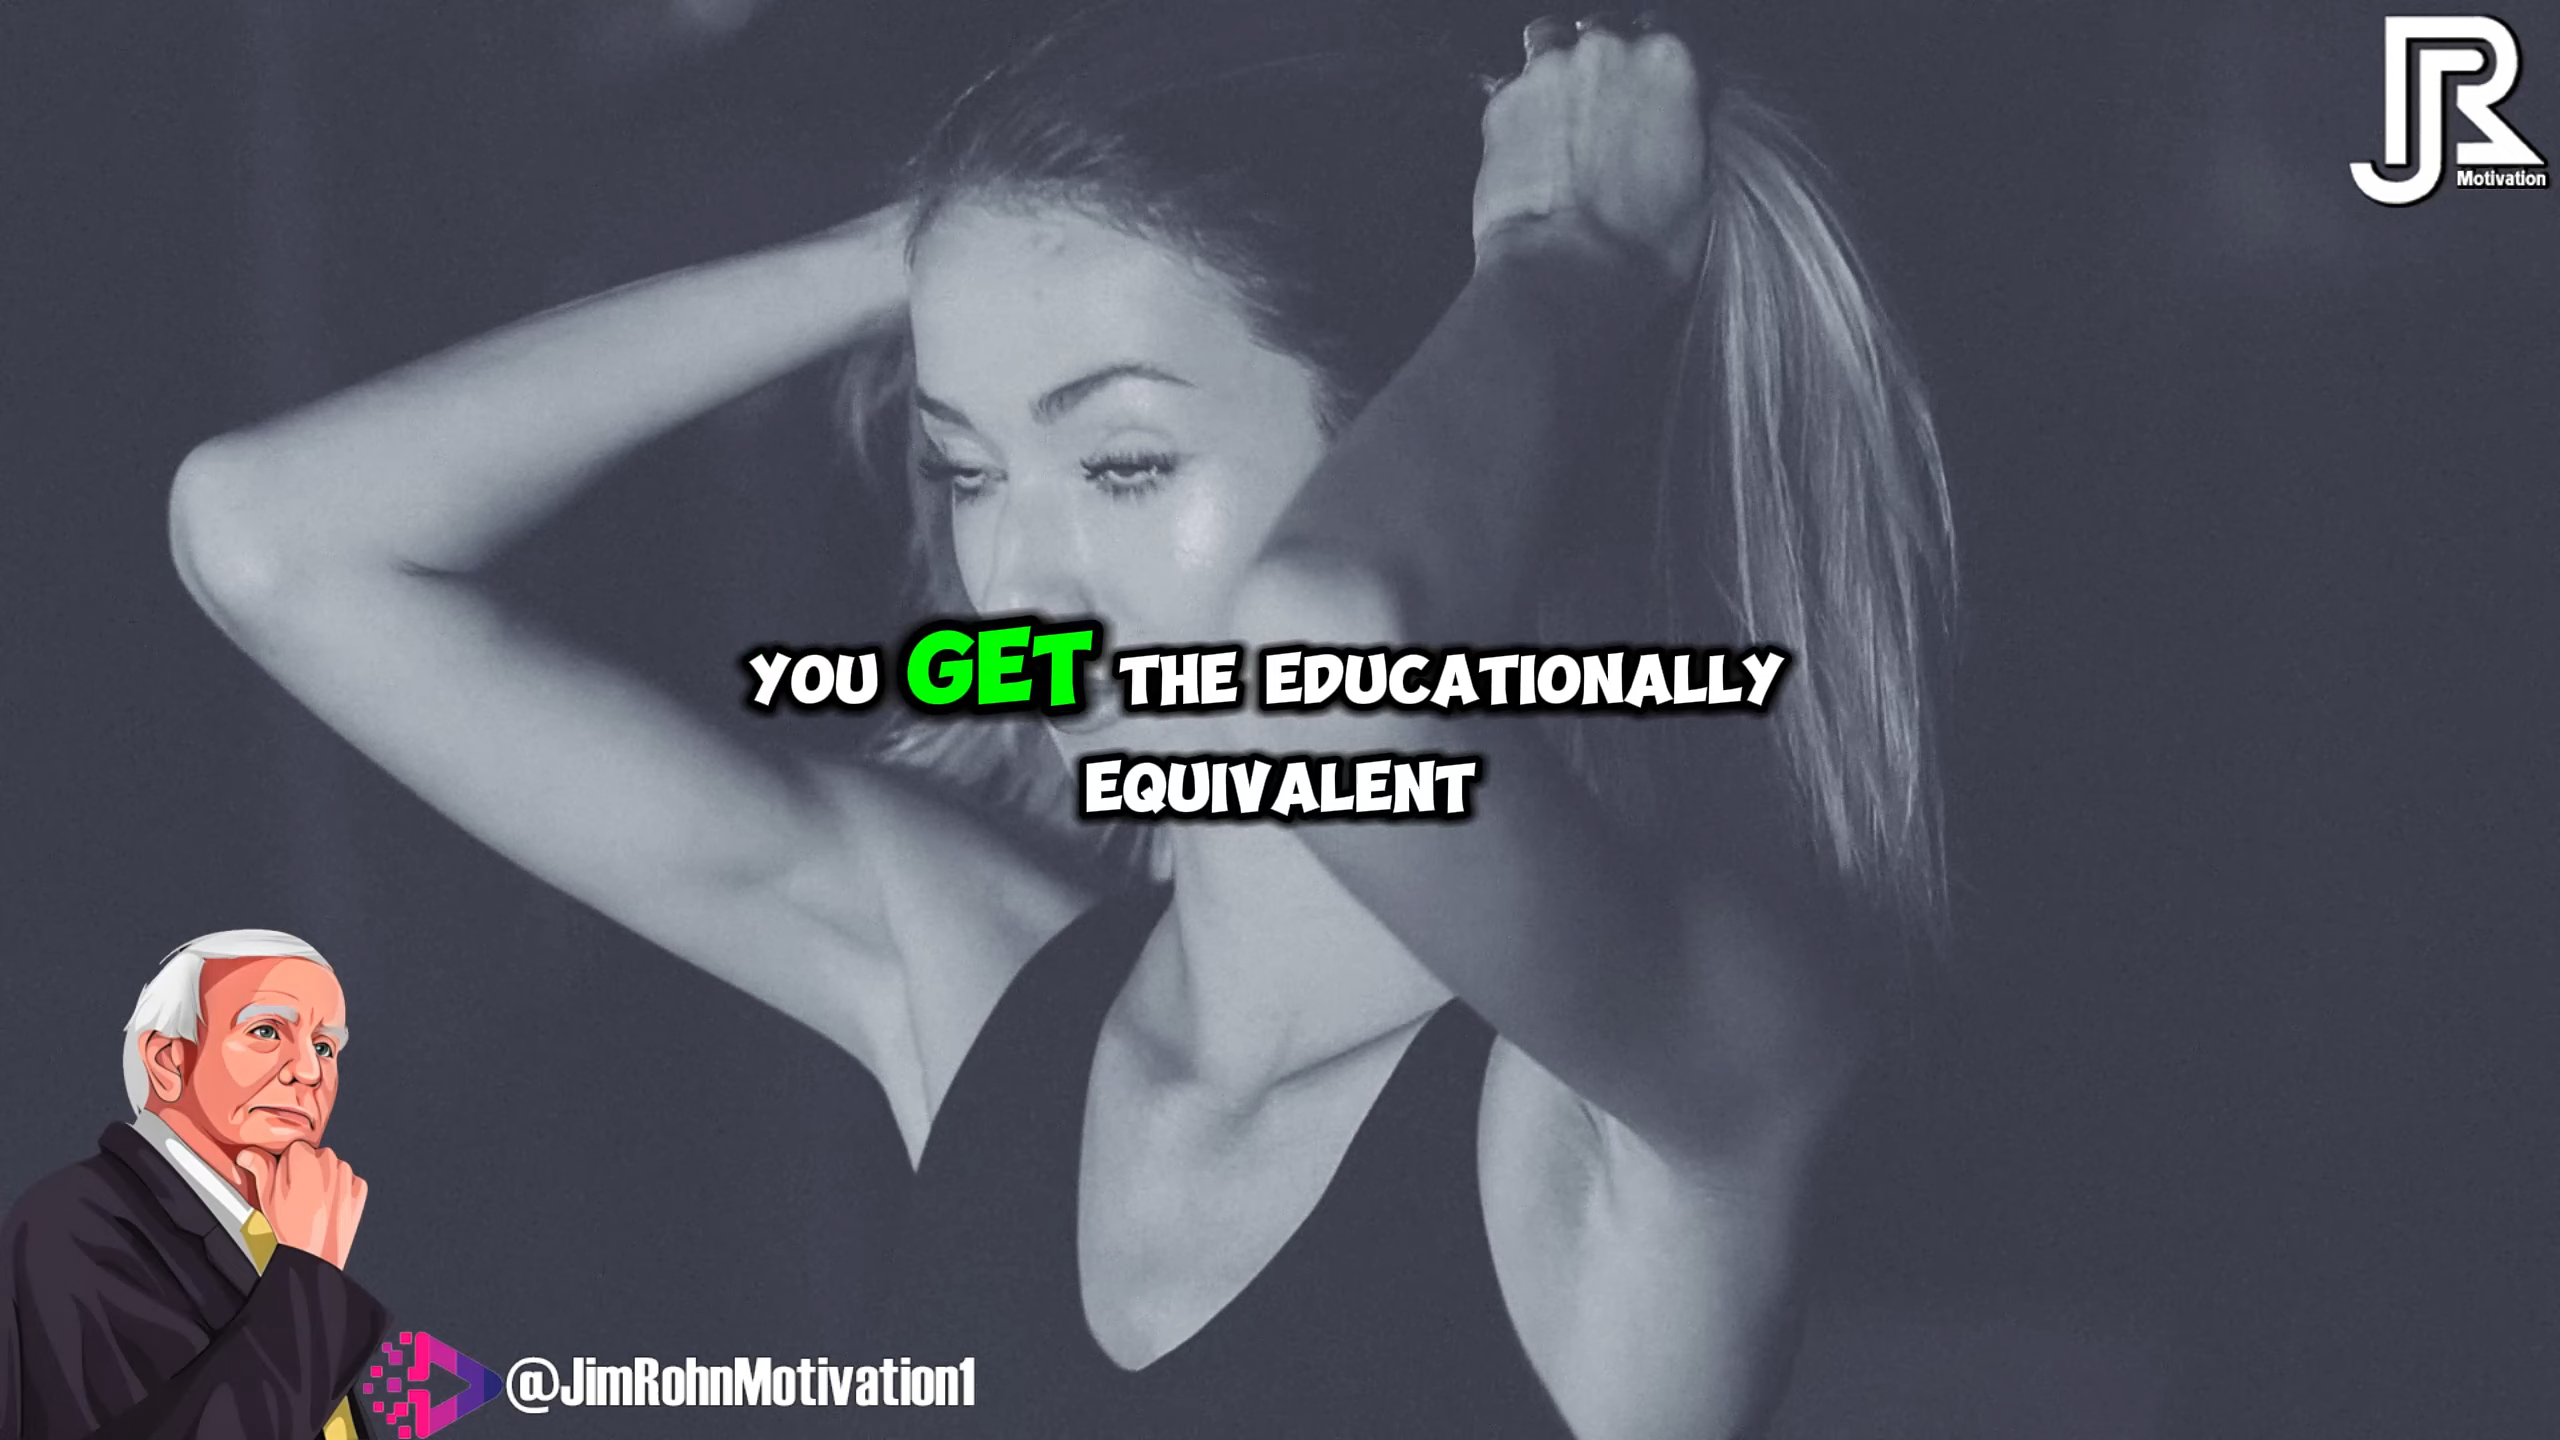 JR
Motivation
YOU GET THE EDUCATIONALLY
EQUIVALENT
@JimRohnMotivation1